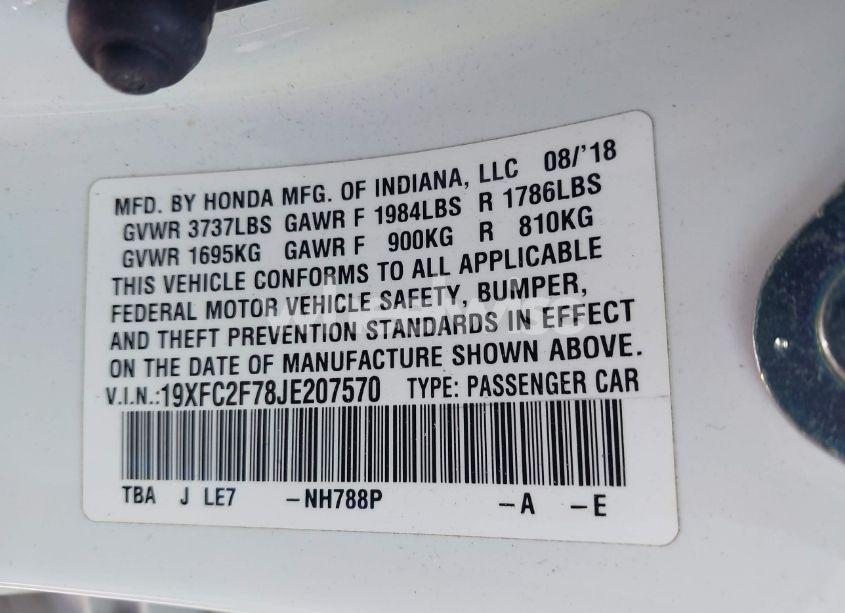 MFD. BY HONDA MFG. OF INDIANA, LLC 08/'18
GVWR 3737LBS GAWR F 1984LBS R 1786LBS
GVWR 1695KG GAWR F 900KG R 810KG
THIS VEHICLE CONFORMS TO ALL APPLICABLE
FEDERAL MOTOR VEHICLE SAFETY, BUMPER,
AND THEFT PREVENTION STANDARDS IN EFFECT
ON THE DATE OF MANUFACTURE SHOWN ABOVE.
V.I.N.:19XFC2F78JE207570 TYPE: PASSENGER CAR
TBA J LE7 -NH788P -A -E